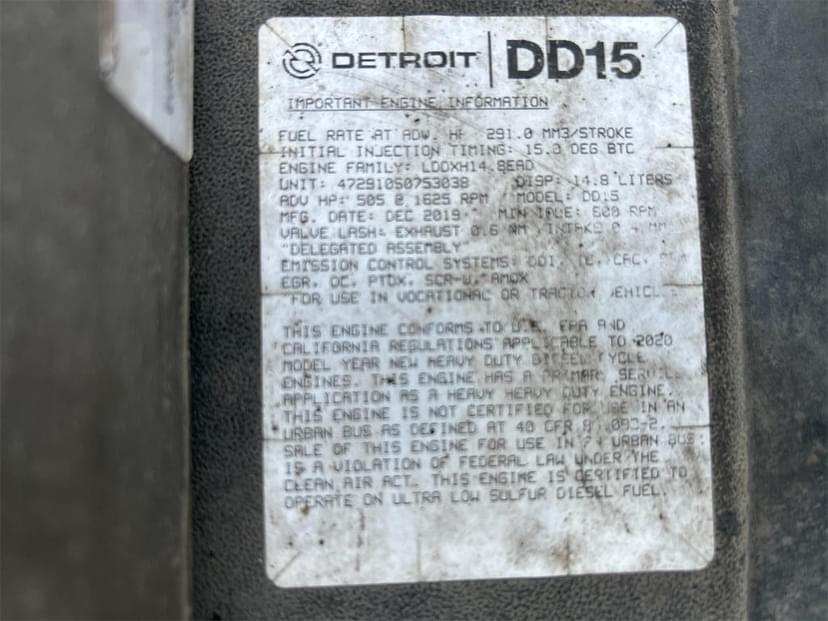 DETROIT DD15
IMPORTANT ENGINE INFORMATION
FUEL RATE AT ADV. HP 291.0 MM3/STROKE
INITIAL INJECTION TIMING: 15.0 DEG BTC
ENGINE FAMILY: LDDXH14.8EAD
UNIT: 472910S0753038 DISP: 14.8 LITERS
ADV HP: 505 @ 1625 RPM MODEL: DD15
MFG. DATE: DEC 2019 MIN IDLE: 600 RPM
VALVE LASH: EXHAUST 0.6 MM, INTAKE MM
"DELEGATED ASSEMBLY"
EMISSION CONTROL SYSTEMS: DDI, TC, CAC,
EGR, OC, PTOX, SCR-U, AMOX
"FOR USE IN VOCATIONAL OR TRACTOR VEHICLES
THIS ENGINE CONFORMS TO U.S. EPA AND
CALIFORNIA REGULATIONS APPLICABLE TO 2020
MODEL YEAR NEW HEAVY DUTY DIESEL CYCLE
ENGINES. THIS ENGINE HAS A PRIMARY SERVICE
APPLICATION AS A HEAVY HEAVY DUTY ENGINE.
THIS ENGINE IS NOT CERTIFIED FOR USE IN AN
URBAN BUS AS DEFINED AT 40 CFR 86.093-2.
SALE OF THIS ENGINE FOR USE IN AN URBAN BUS
IS A VIOLATION OF FEDERAL LAW UNDER THE
CLEAN AIR ACT. THIS ENGINE IS CERTIFIED TO
OPERATE ON ULTRA LOW SULFUR DIESEL FUEL.